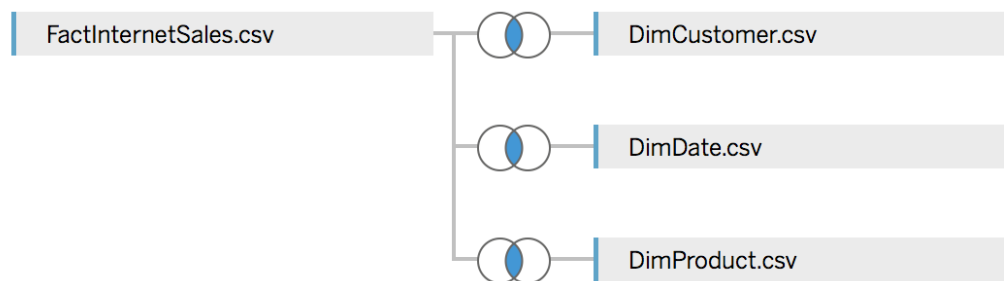 FactInternetSales.csv
DimCustomer.csv
DimDate.csv
DimProduct.csv